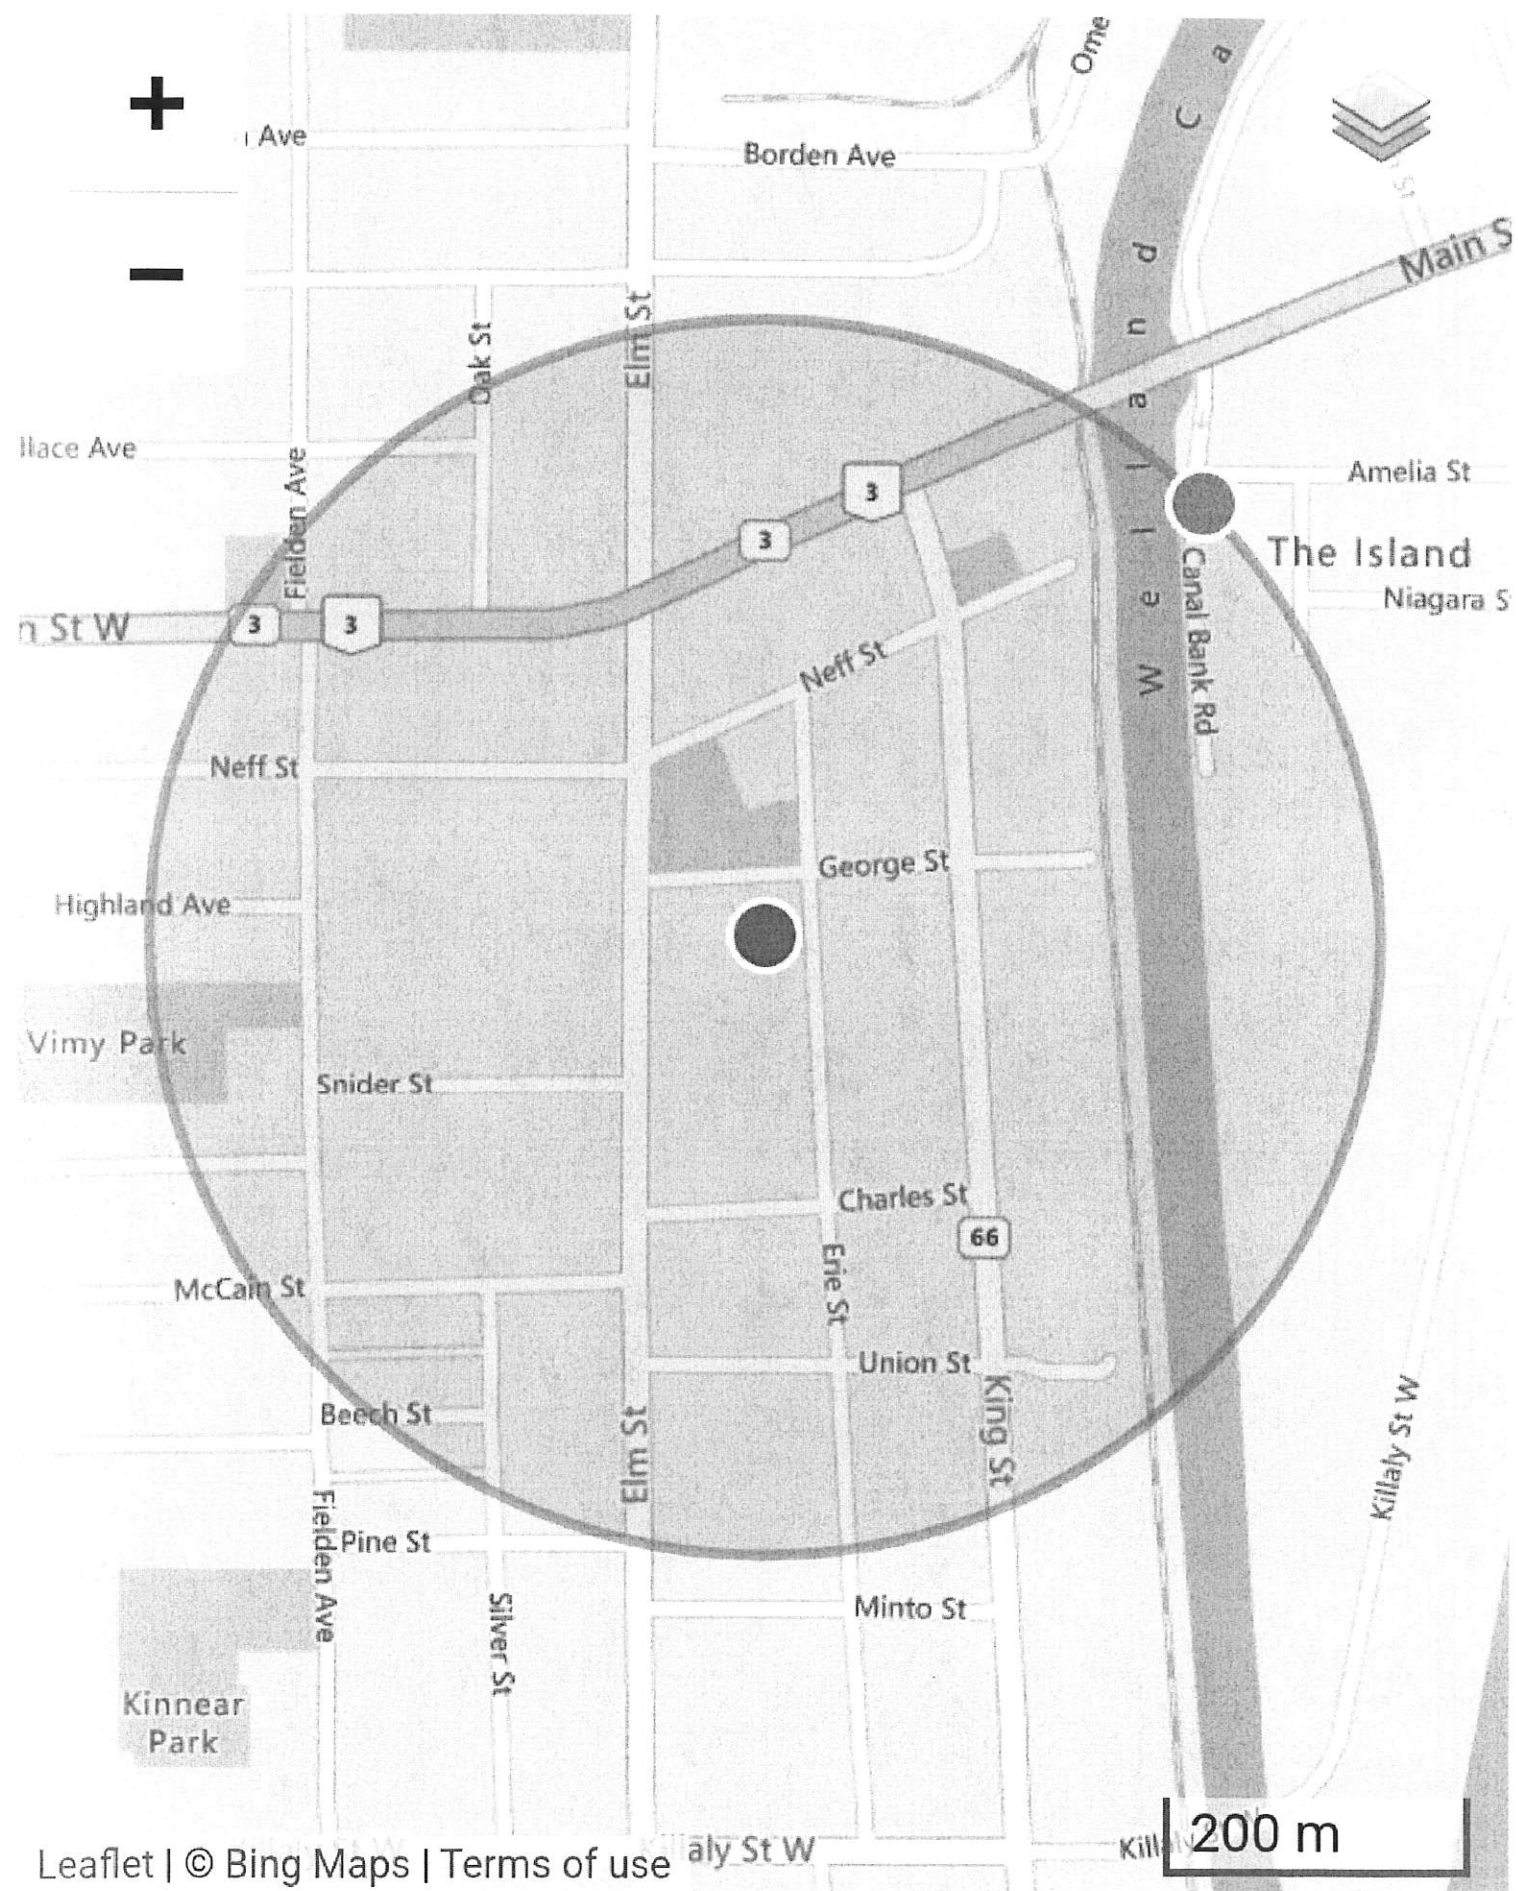 +
Ome
Ave
Borden Ave
−
Main S
Oak St
Elm St
llace Ave
Fielden Ave
3
3
Amelia St
The Island
Niagara S
n St W
3
3
Canal Bank Rd
Welland Ca
Neff St
Neff St
George St
Highland Ave
Vimy Park
Snider St
Charles St
66
Erie St
McCain St
Union St
Beech St
Elm St
King St
Killaly St W
Fielden Ave
Pine St
Silver St
Minto St
Kinnear
Park
200 m
aly St W
Leaflet | © Bing Maps | Terms of use